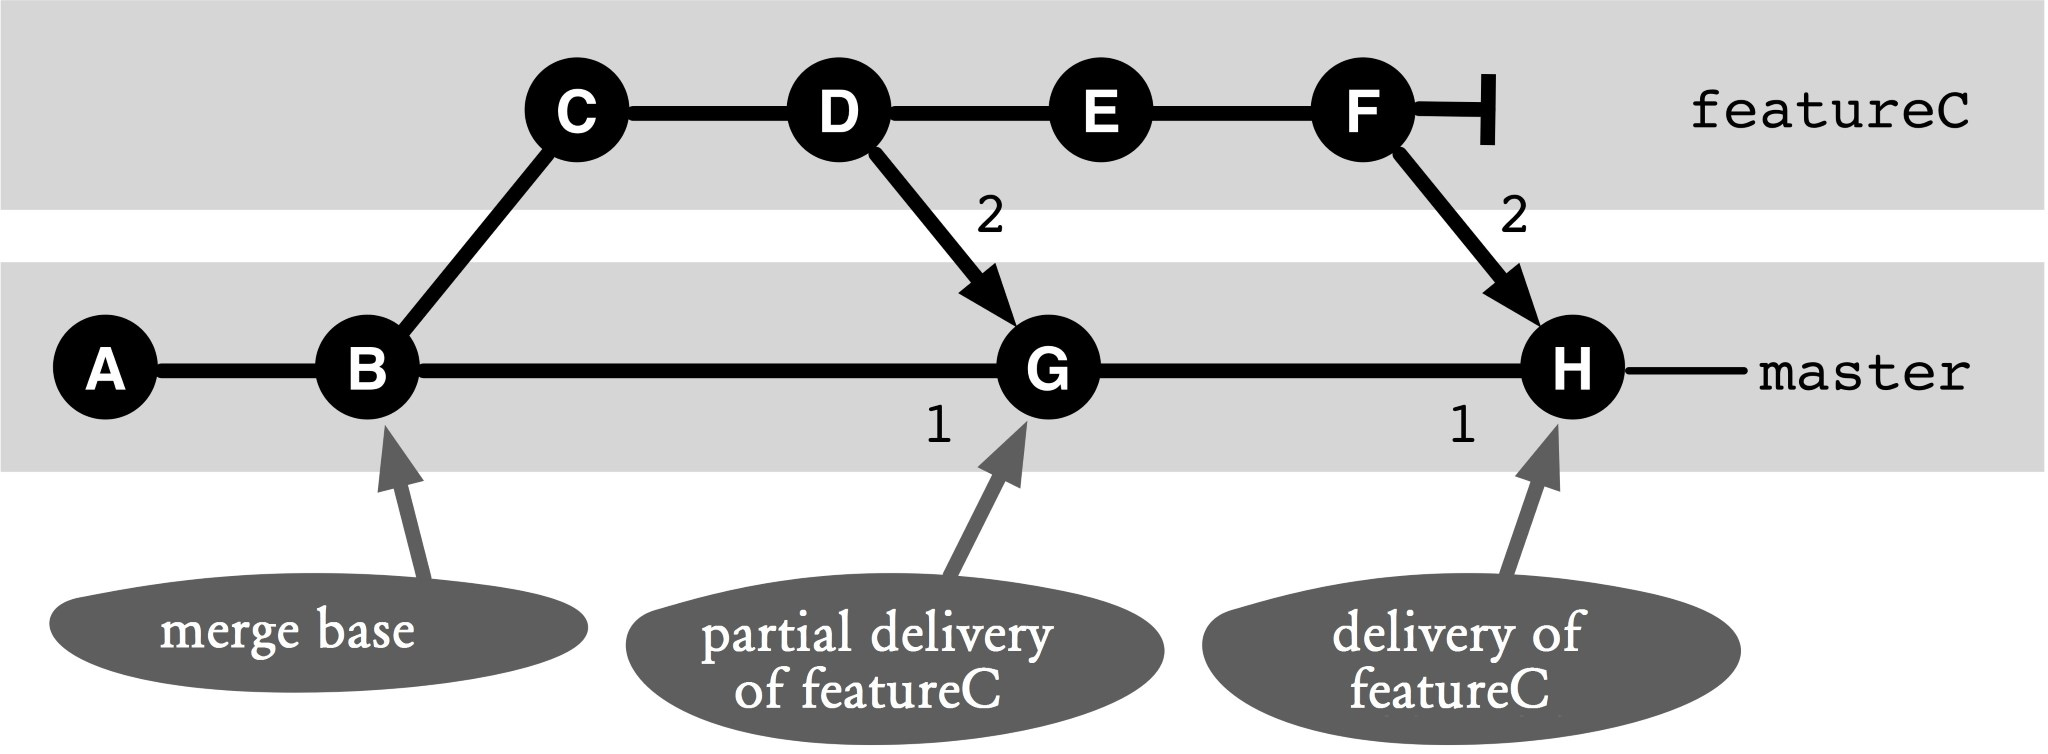 C D E F featureC
2 2
A B G H master
1 1
merge base
partial delivery
of featureC
delivery of
featureC